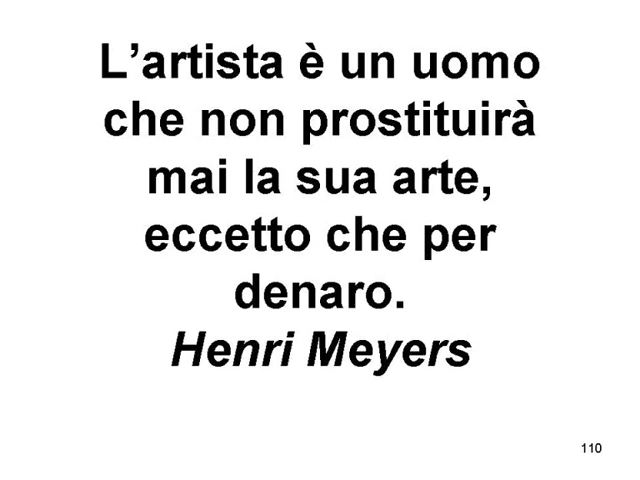 L’artista è un uomo
che non prostituirà
mai la sua arte,
eccetto che per
denaro.
Henri Meyers
110